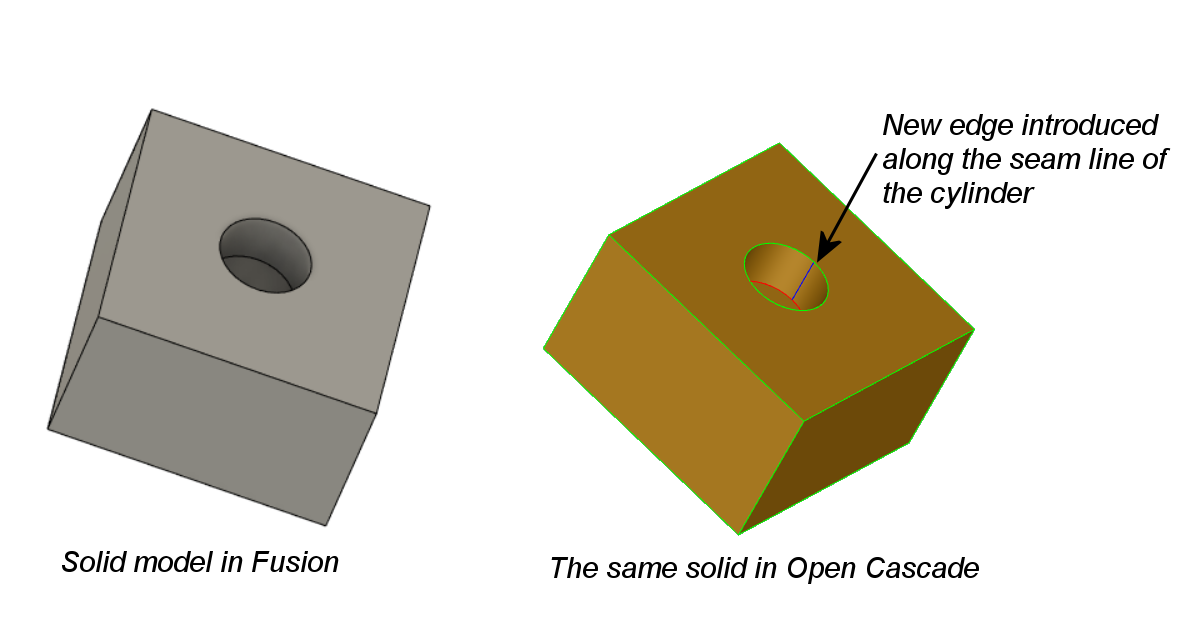 New edge introduced
along the seam line of
the cylinder
Solid model in Fusion
The same solid in Open Cascade